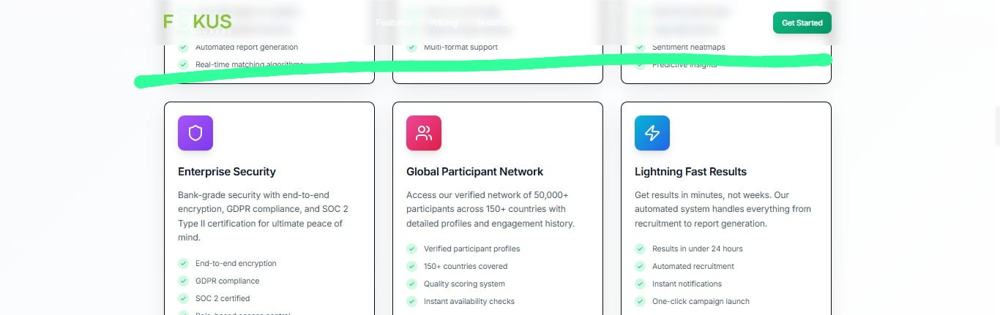 F KUS
Features
Pricing
Get Started
Automated report generation
Multi-format support
Sentiment heatmaps
Real-time matching algorithms
Predictive insights
Enterprise Security
Global Participant Network
Lightning Fast Results
Bank-grade security with end-to-end
encryption, GDPR compliance, and SOC 2
Type II certification for ultimate peace of
mind.
Access our verified network of 50,000+
participants across 150+ countries with
detailed profiles and engagement history.
Get results in minutes, not weeks. Our
automated system handles everything from
recruitment to report generation.
End-to-end encryption
GDPR compliance
SOC 2 certified
Verified participant profiles
150+ countries covered
Quality scoring system
Instant availability checks
Results in under 24 hours
Automated recruitment
Instant notifications
One-click campaign launch